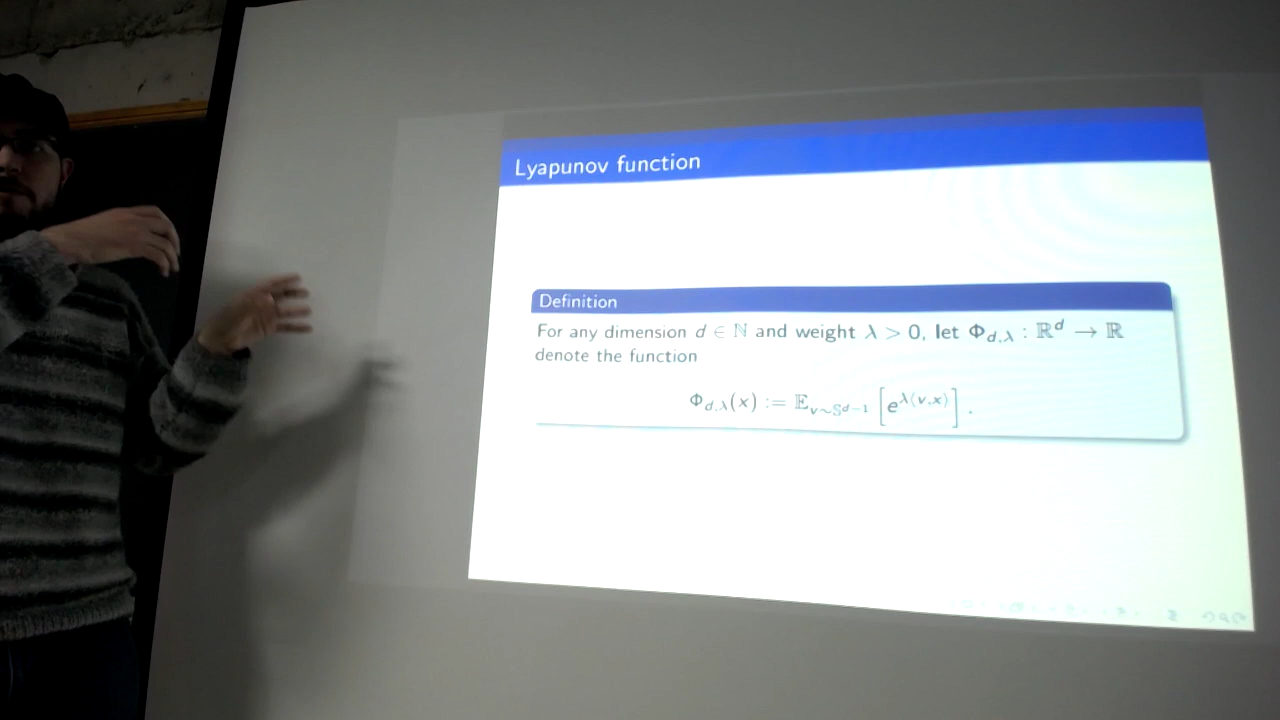 Lyapunov function
Definition
For any dimension d ∈ ℕ and weight λ > 0, let Φ_{d,λ} : ℝ^d → ℝ
denote the function
Φ_{d,λ}(x) := 𝔼_{v∼𝕊^{d−1}} [e^{λ⟨v,x⟩}] .